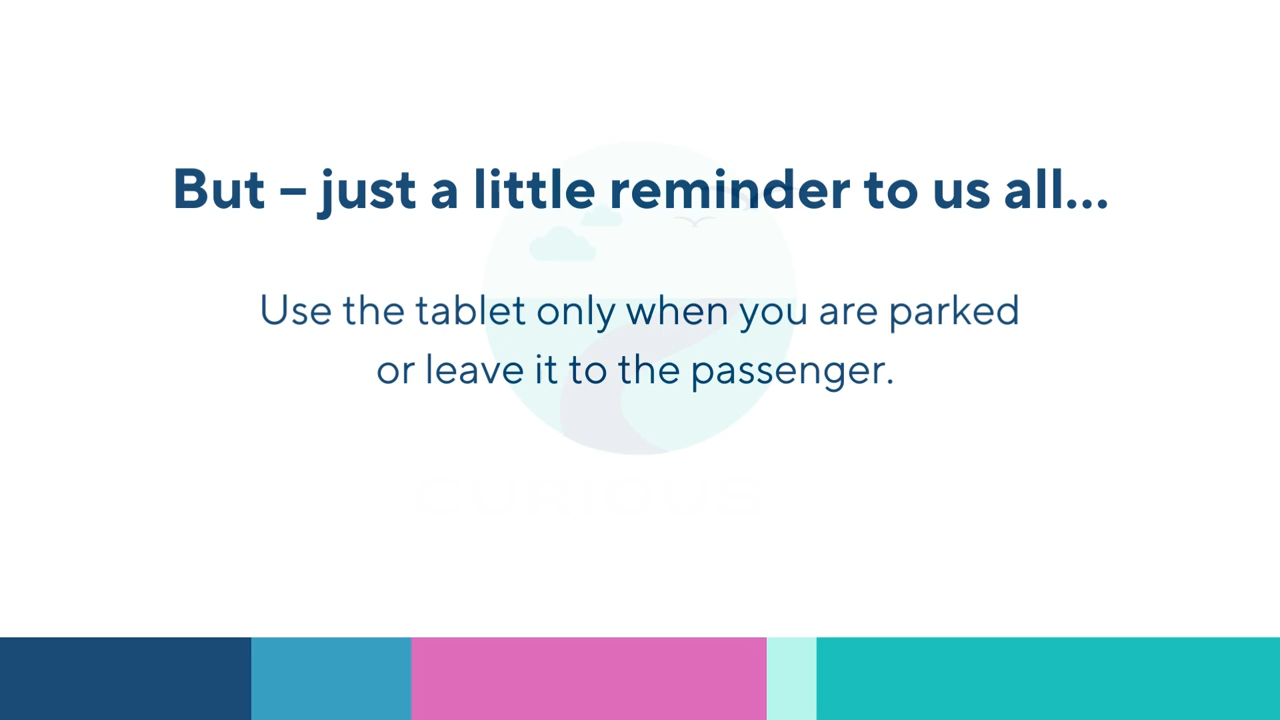 But – just a little reminder to us all...
Use the tablet only when you are parked
or leave it to the passenger.
CURIOUS